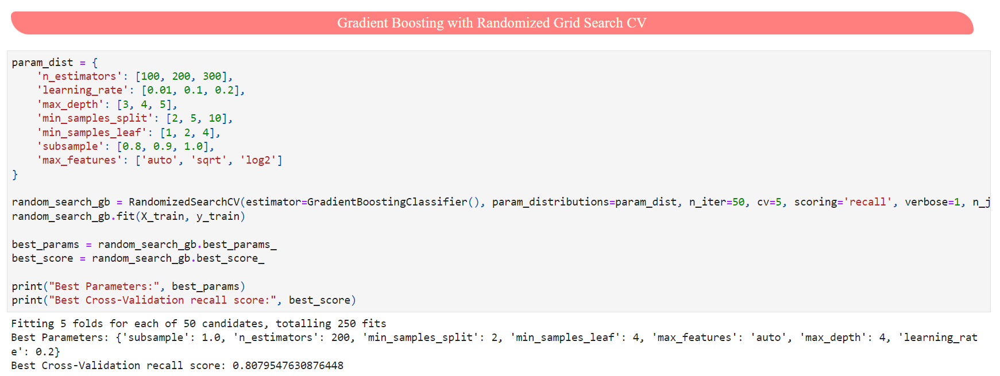 Gradient Boosting with Randomized Grid Search CV
param_dist = {
    'n_estimators': [100, 200, 300],
    'learning_rate': [0.01, 0.1, 0.2],
    'max_depth': [3, 4, 5],
    'min_samples_split': [2, 5, 10],
    'min_samples_leaf': [1, 2, 4],
    'subsample': [0.8, 0.9, 1.0],
    'max_features': ['auto', 'sqrt', 'log2']
}
random_search_gb = RandomizedSearchCV(estimator=GradientBoostingClassifier(), param_distributions=param_dist, n_iter=50, cv=5, scoring='recall', verbose=1, n_j
random_search_gb.fit(X_train, y_train)
best_params = random_search_gb.best_params_
best_score = random_search_gb.best_score_
print("Best Parameters:", best_params)
print("Best Cross-Validation recall score:", best_score)
Fitting 5 folds for each of 50 candidates, totalling 250 fits
Best Parameters: {'subsample': 1.0, 'n_estimators': 200, 'min_samples_split': 2, 'min_samples_leaf': 4, 'max_features': 'auto', 'max_depth': 4, 'learning_rat
e': 0.2}
Best Cross-Validation recall score: 0.8079547630876448